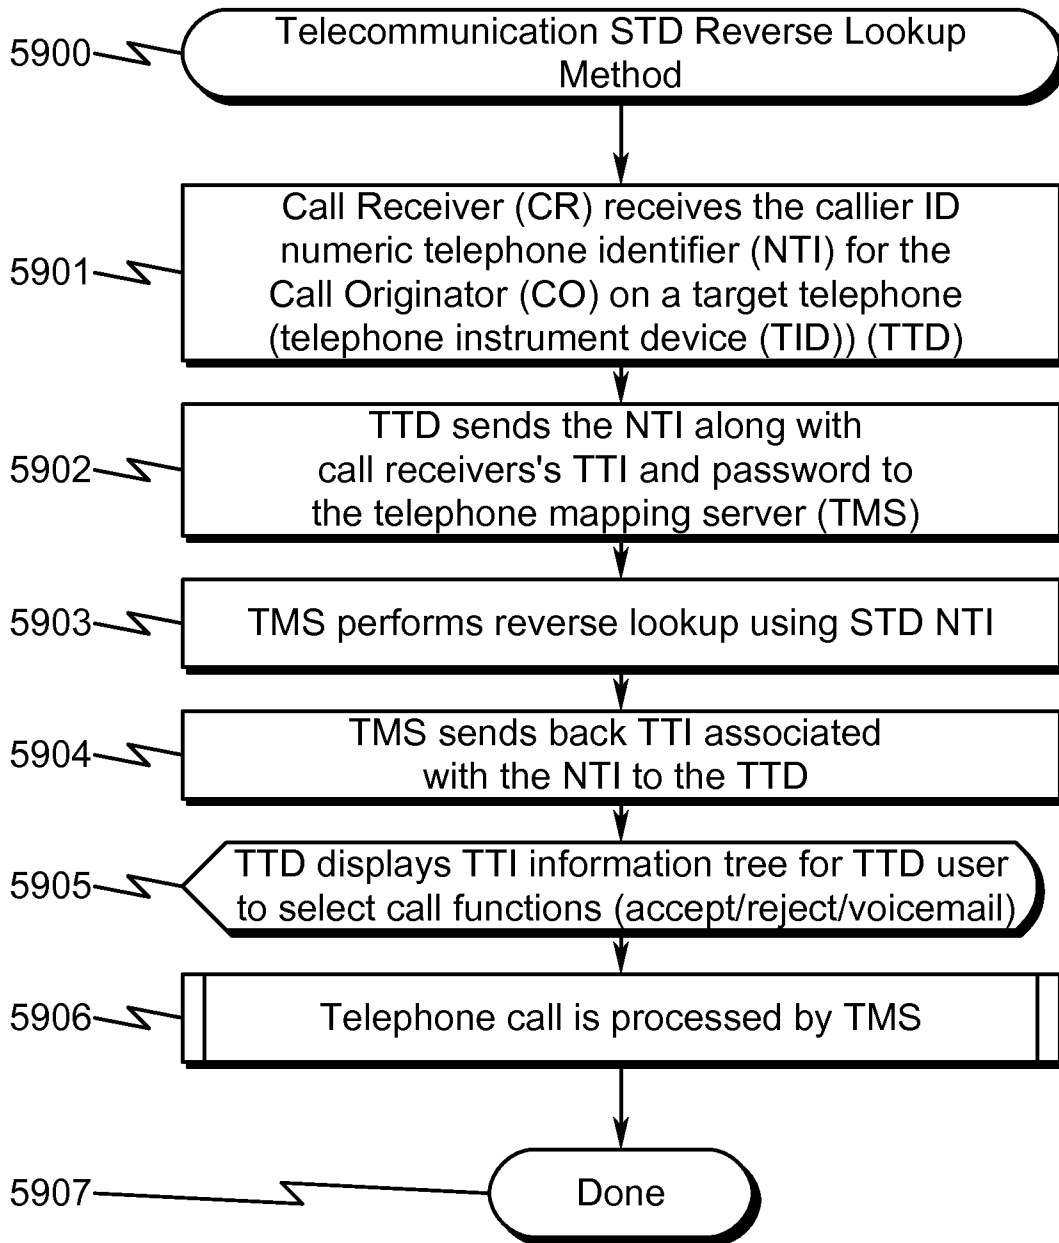 5900
Telecommunication STD Reverse Lookup
Method
5901
Call Receiver (CR) receives the callier ID
numeric telephone identifier (NTI) for the
Call Originator (CO) on a target telephone
(telephone instrument device (TID)) (TTD)
5902
TTD sends the NTI along with
call receivers's TTI and password to
the telephone mapping server (TMS)
5903
TMS performs reverse lookup using STD NTI
5904
TMS sends back TTI associated
with the NTI to the TTD
5905
TTD displays TTI information tree for TTD user
to select call functions (accept/reject/voicemail)
5906
Telephone call is processed by TMS
5907
Done